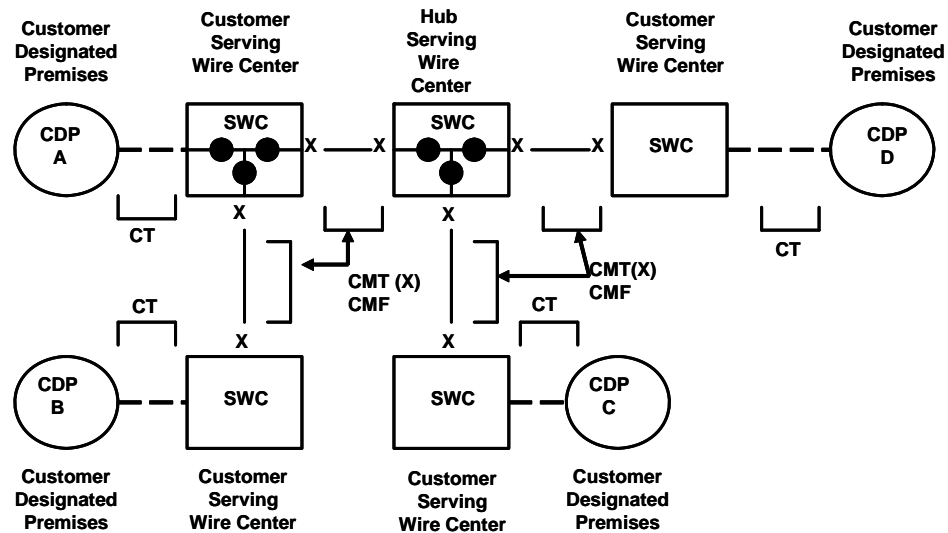 Customer
Designated
Premises
Customer
Serving
Wire Center
Hub
Serving
Wire
Center
Customer
Serving
Wire Center
Customer
Designated
Premises
CDP
A
SWC
X
X
SWC
X
X
SWC
CDP
D
CT
X
X
CT
CMT (X)
CMF
CMT(X)
CMF
CT
CT
X
X
CDP
B
SWC
SWC
CDP
C
Customer
Designated
Premises
Customer
Serving
Wire Center
Customer
Serving
Wire Center
Customer
Designated
Premises